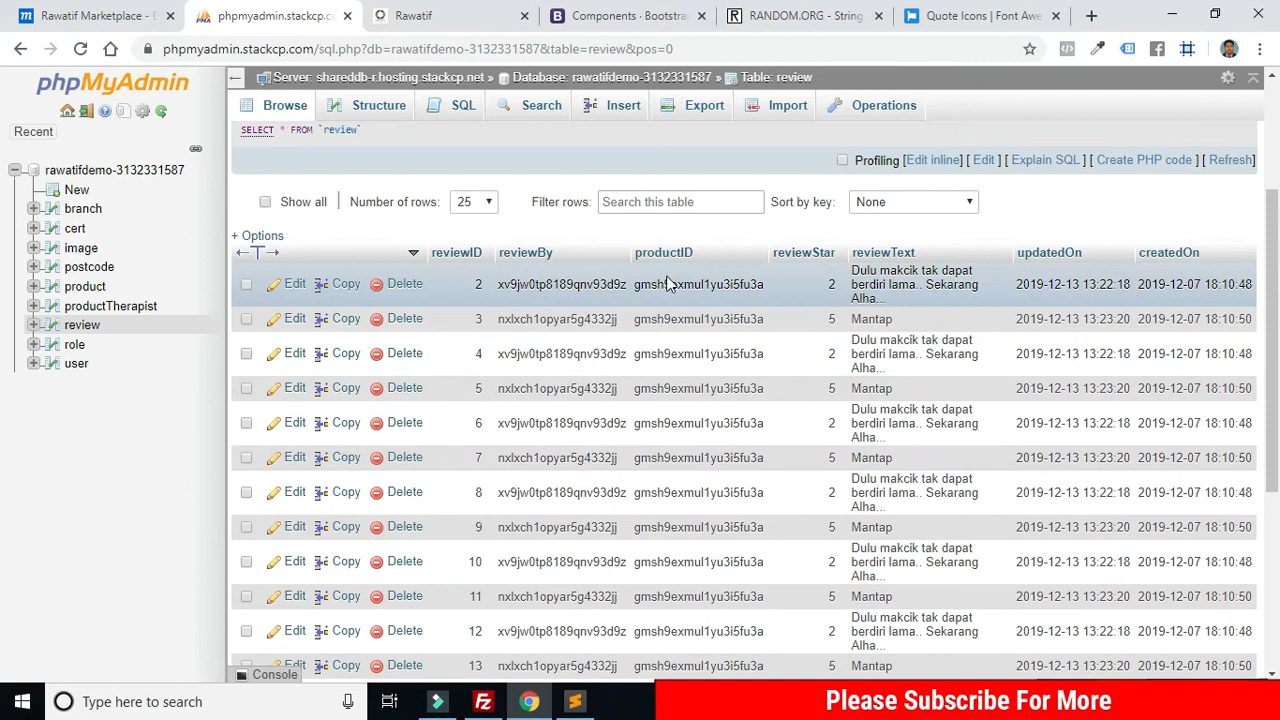 Rawatif Marketplace - D
phpmyadmin.stackcp.co
Rawatif
Components · Bootstra
RANDOM.ORG - String
Quote Icons | Font Awe
phpmyadmin.stackcp.com/sql.php?db=rawatifdemo-3132331587&table=review&pos=0
phpMyAdmin
Recent
rawatifdemo-3132331587
New
branch
cert
image
postcode
product
productTherapist
review
role
user
Server: shareddb-r.hosting.stackcp.net » Database: rawatifdemo-3132331587 » Table: review
Browse Structure SQL Search Insert Export Import Operations
SELECT * FROM `review`
Profiling [Edit inline] [ Edit ] [ Explain SQL ] [ Create PHP code ] [ Refresh]
Show all Number of rows: 25 Filter rows: Search this table Sort by key: None
+ Options
reviewID reviewBy productID reviewStar reviewText updatedOn createdOn
Edit Copy Delete 2 xv9jw0tp8189qnv93d9z gmsh9exmul1yu3i5fu3a 2 Dulu makcik tak dapat berdiri lama.. Sekarang Alha... 2019-12-13 13:22:18 2019-12-07 18:10:48
Edit Copy Delete 3 nxlxch1opyar5g4332jj gmsh9exmul1yu3i5fu3a 5 Mantap 2019-12-13 13:23:20 2019-12-07 18:10:50
Edit Copy Delete 4 xv9jw0tp8189qnv93d9z gmsh9exmul1yu3i5fu3a 2 Dulu makcik tak dapat berdiri lama.. Sekarang Alha... 2019-12-13 13:22:18 2019-12-07 18:10:48
Edit Copy Delete 5 nxlxch1opyar5g4332jj gmsh9exmul1yu3i5fu3a 5 Mantap 2019-12-13 13:23:20 2019-12-07 18:10:50
Edit Copy Delete 6 xv9jw0tp8189qnv93d9z gmsh9exmul1yu3i5fu3a 2 Dulu makcik tak dapat berdiri lama.. Sekarang Alha... 2019-12-13 13:22:18 2019-12-07 18:10:48
Edit Copy Delete 7 nxlxch1opyar5g4332jj gmsh9exmul1yu3i5fu3a 5 Mantap 2019-12-13 13:23:20 2019-12-07 18:10:50
Edit Copy Delete 8 xv9jw0tp8189qnv93d9z gmsh9exmul1yu3i5fu3a 2 Dulu makcik tak dapat berdiri lama.. Sekarang Alha... 2019-12-13 13:22:18 2019-12-07 18:10:48
Edit Copy Delete 9 nxlxch1opyar5g4332jj gmsh9exmul1yu3i5fu3a 5 Mantap 2019-12-13 13:23:20 2019-12-07 18:10:50
Edit Copy Delete 10 xv9jw0tp8189qnv93d9z gmsh9exmul1yu3i5fu3a 2 Dulu makcik tak dapat berdiri lama.. Sekarang Alha... 2019-12-13 13:22:18 2019-12-07 18:10:48
Edit Copy Delete 11 nxlxch1opyar5g4332jj gmsh9exmul1yu3i5fu3a 5 Mantap 2019-12-13 13:23:20 2019-12-07 18:10:50
Edit Copy Delete 12 xv9jw0tp8189qnv93d9z gmsh9exmul1yu3i5fu3a 2 Dulu makcik tak dapat berdiri lama.. Sekarang Alha... 2019-12-13 13:22:18 2019-12-07 18:10:48
Edit Copy Delete 13 nxlxch1opyar5g4332jj gmsh9exmul1yu3i5fu3a 5 Mantap 2019-12-13 13:23:20 2019-12-07 18:10:50
Console
Type here to search
Please Subscribe For More